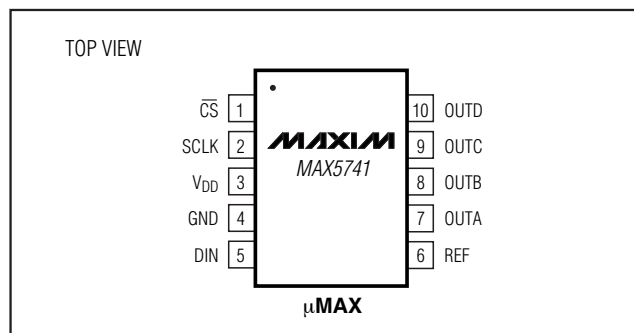 TOP VIEW
CS 1
SCLK 2
VDD 3
GND 4
DIN 5
MAXIM
MAX5741
10 OUTD
9 OUTC
8 OUTB
7 OUTA
6 REF
μMAX